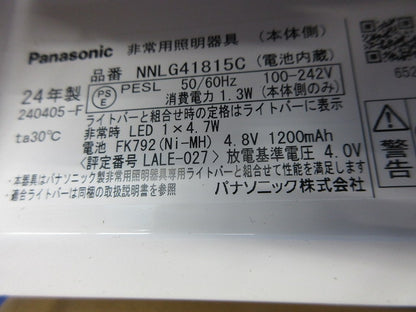 Panasonic 非常用照明器具 (本体側)
品番 NNLG41815C (電池内蔵)
24年製
240405-F
PS E
PESL 50/60Hz 100-242V
消費電力 1.3W (本体側のみ)
ta30℃
ライトバーと組合せ時の定格はライトバーに表示
非常時 LED 1×4.7W
電池 FK792(Ni-MH) 4.8V 1200mAh
〈評定番号 LALE-027〉 放電基準電圧 4.0V
・本器具はパナソニック製非常用照明器具専用ライトバーと組合せて性能を満足します
適合ライトバーは同梱の取扱説明書を参照
パナソニック株式会社
警告